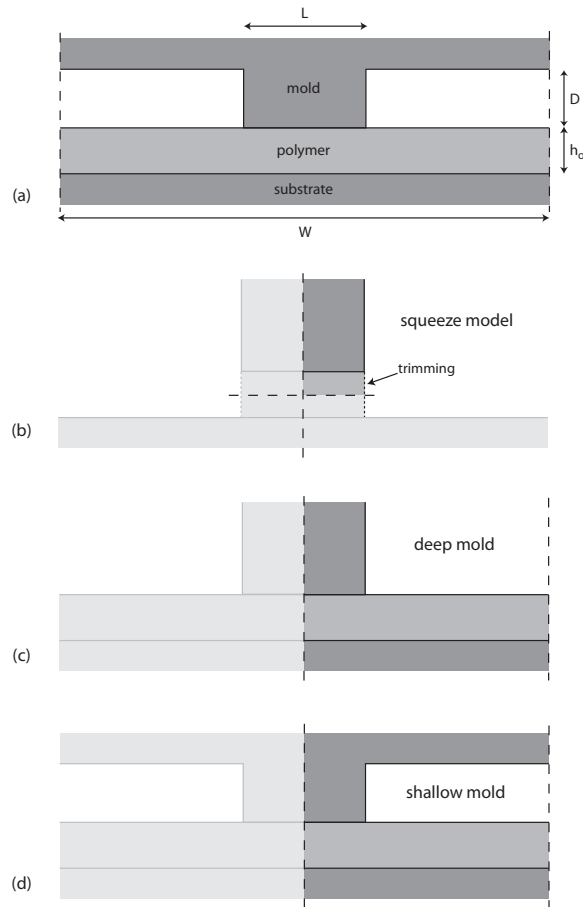 L
mold
D
polymer
h₀
substrate
(a)
W
squeeze model
trimming
(b)
deep mold
(c)
shallow mold
(d)